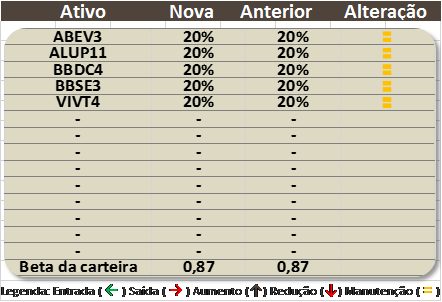 Ativo Nova Anterior Alteração
ABEV3 20% 20% =
ALUP11 20% 20% =
BBDC4 20% 20% =
BBSE3 20% 20% =
VIVT4 20% 20% =
- - -
- - -
- - -
- - -
- - -
- - -
- - -
- - -
- - -
Beta da carteira 0,87 0,87
Legenda: Entrada (←) Saída (→) Aumento (↑) Redução (↓) Manutenção (=)